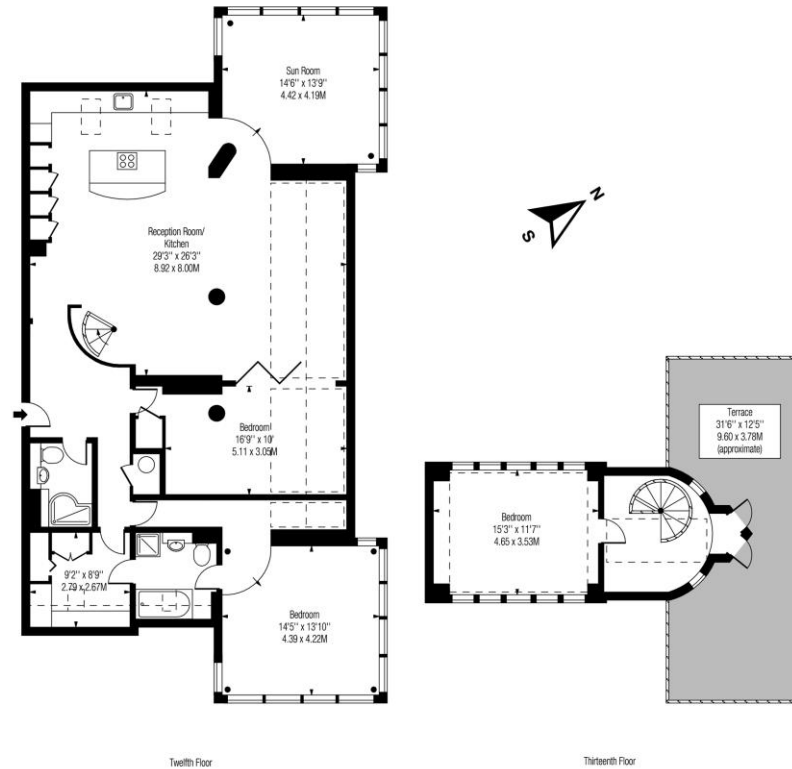 Sun Room
14'6" x 13'9"
4.42 x 4.19M
Reception Room/
Kitchen
29'3" x 26'3"
8.92 x 8.00M
N
S
Bedroom
16'9" x 10'
5.11 x 3.05M
9'2" x 8'9"
2.79 x 2.67M
Bedroom
14'5" x 13'10"
4.39 x 4.22M
Twelfth Floor
Terrace
31'6" x 12'5"
9.60 x 3.78M
(approximate)
Bedroom
15'3" x 11'7"
4.65 x 3.53M
Thirteenth Floor